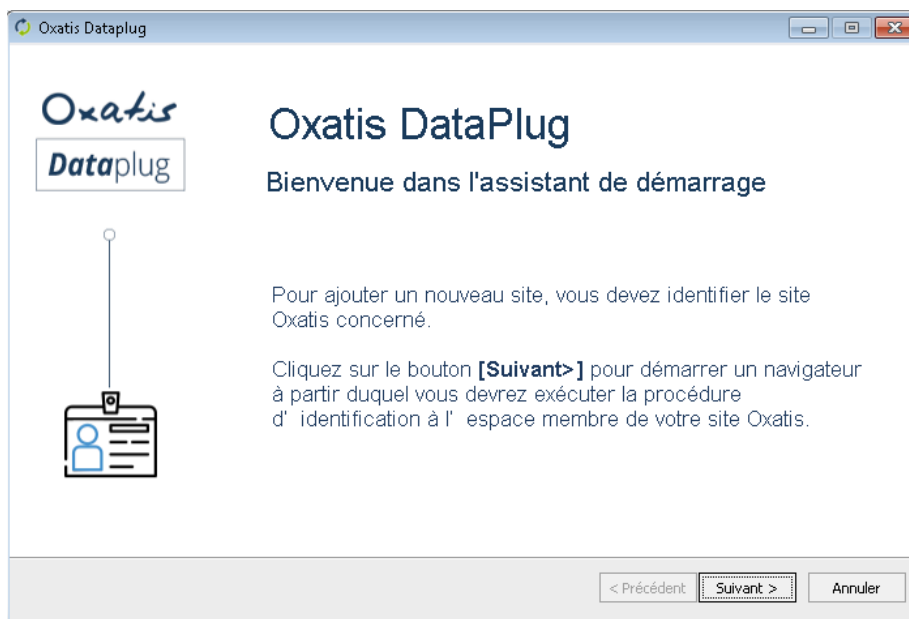 Oxatis Dataplug
Oxatis
Dataplug
Oxatis DataPlug
Bienvenue dans l'assistant de démarrage
Pour ajouter un nouveau site, vous devez identifier le site
Oxatis concerné.
Cliquez sur le bouton [Suivant>] pour démarrer un navigateur
à partir duquel vous devrez exécuter la procédure
d’ identification à l’ espace membre de votre site Oxatis.
< Précédent
Suivant >
Annuler